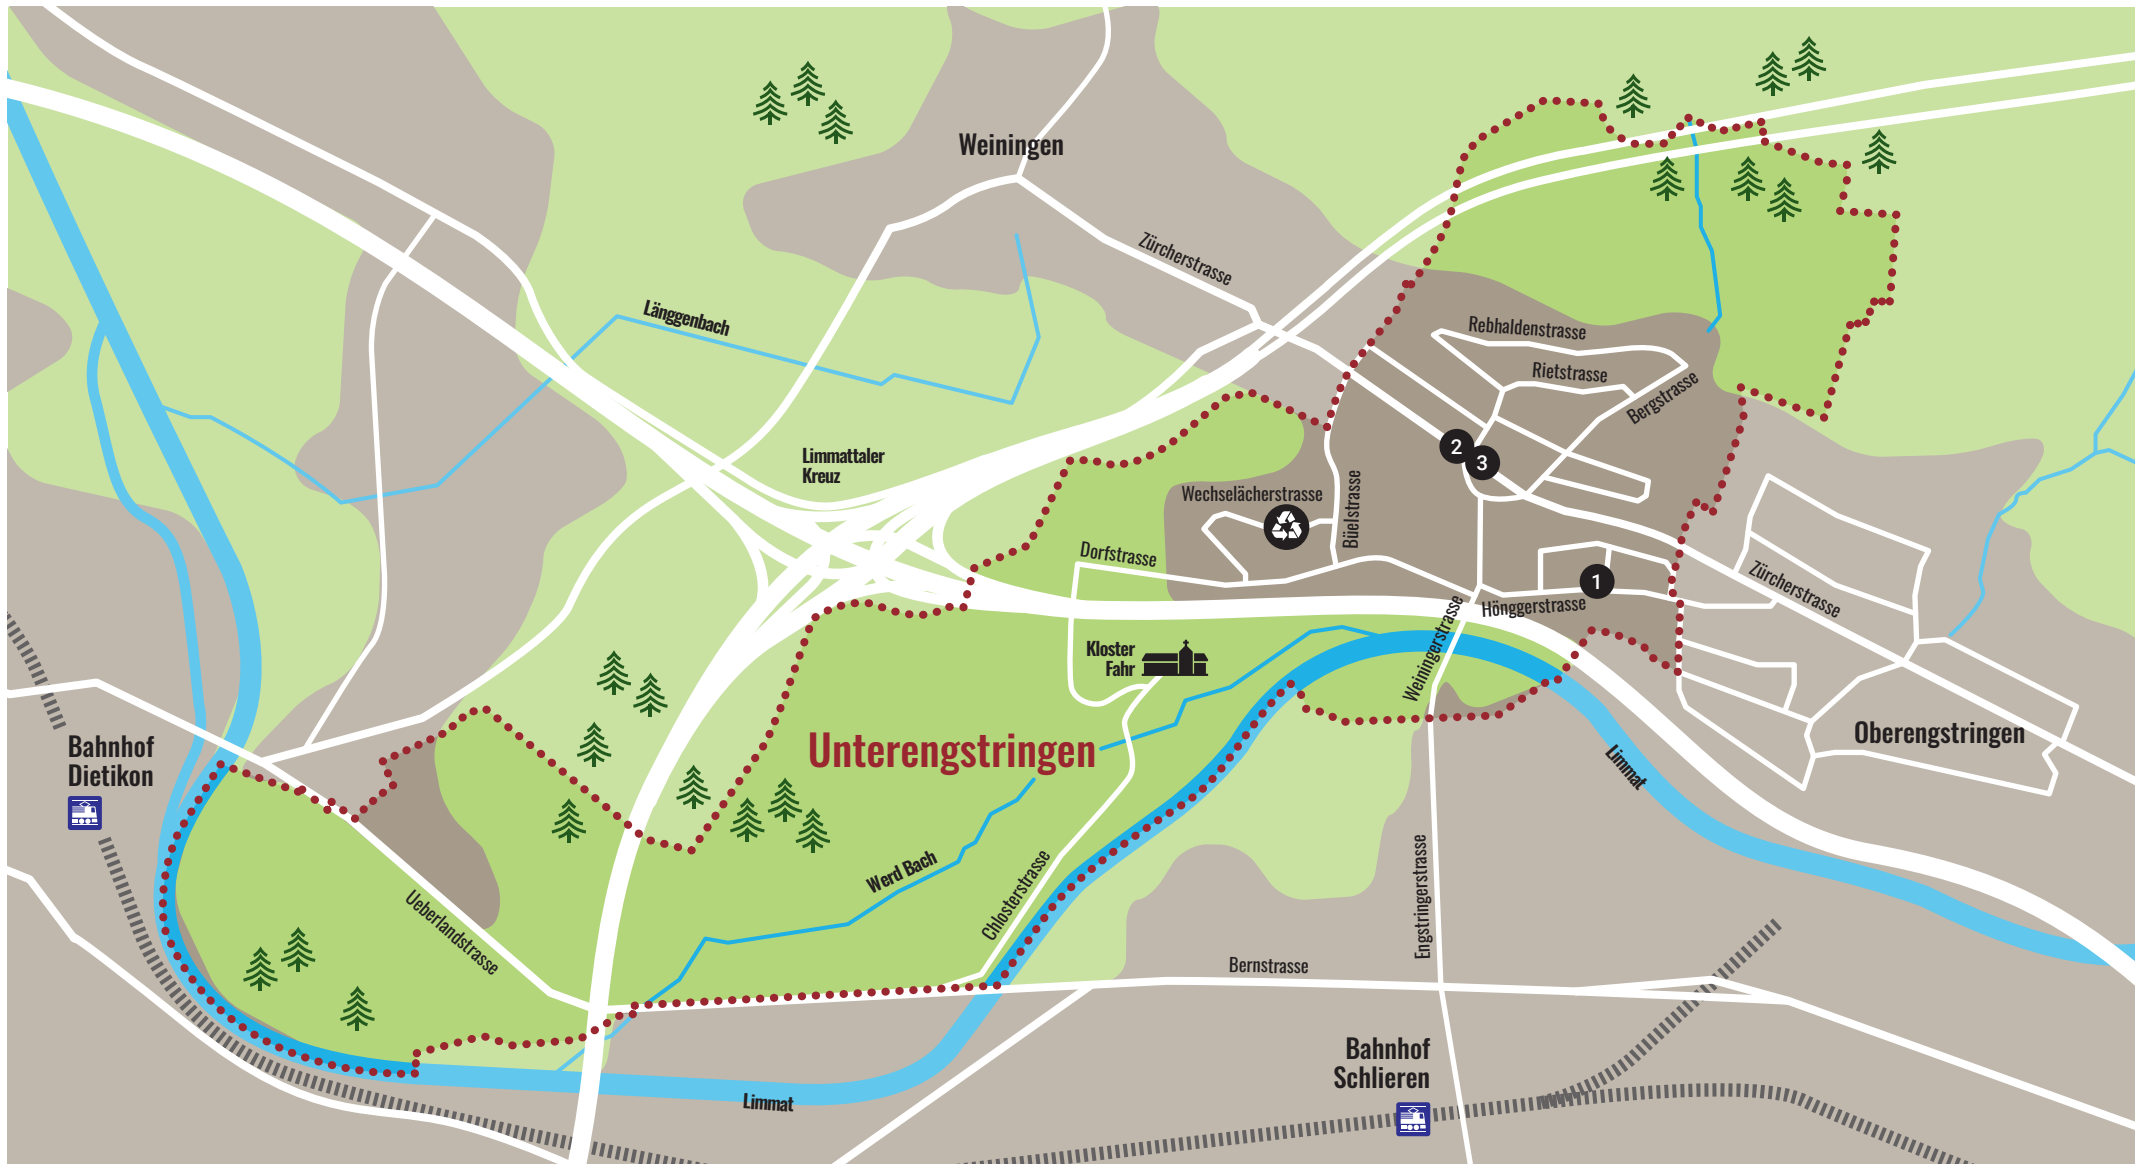 Weiningen
Zürcherstrasse
Länggenbach
Rebhaldenstrasse
Rietstrasse
Bergstrasse
Limmattaler
Kreuz
2
3
Wechselächerstrasse
Büelstrasse
Dorfstrasse
1
Zürcherstrasse
Hönggerstrasse
Weiningerstrasse
Kloster
Fahr
Unterengstringen
Oberengstringen
Bahnhof
Dietikon
Limmat
Werd Bach
Chlosterstrasse
Ueberlandstrasse
Engstringerstrasse
Bernstrasse
Bahnhof
Schlieren
Limmat